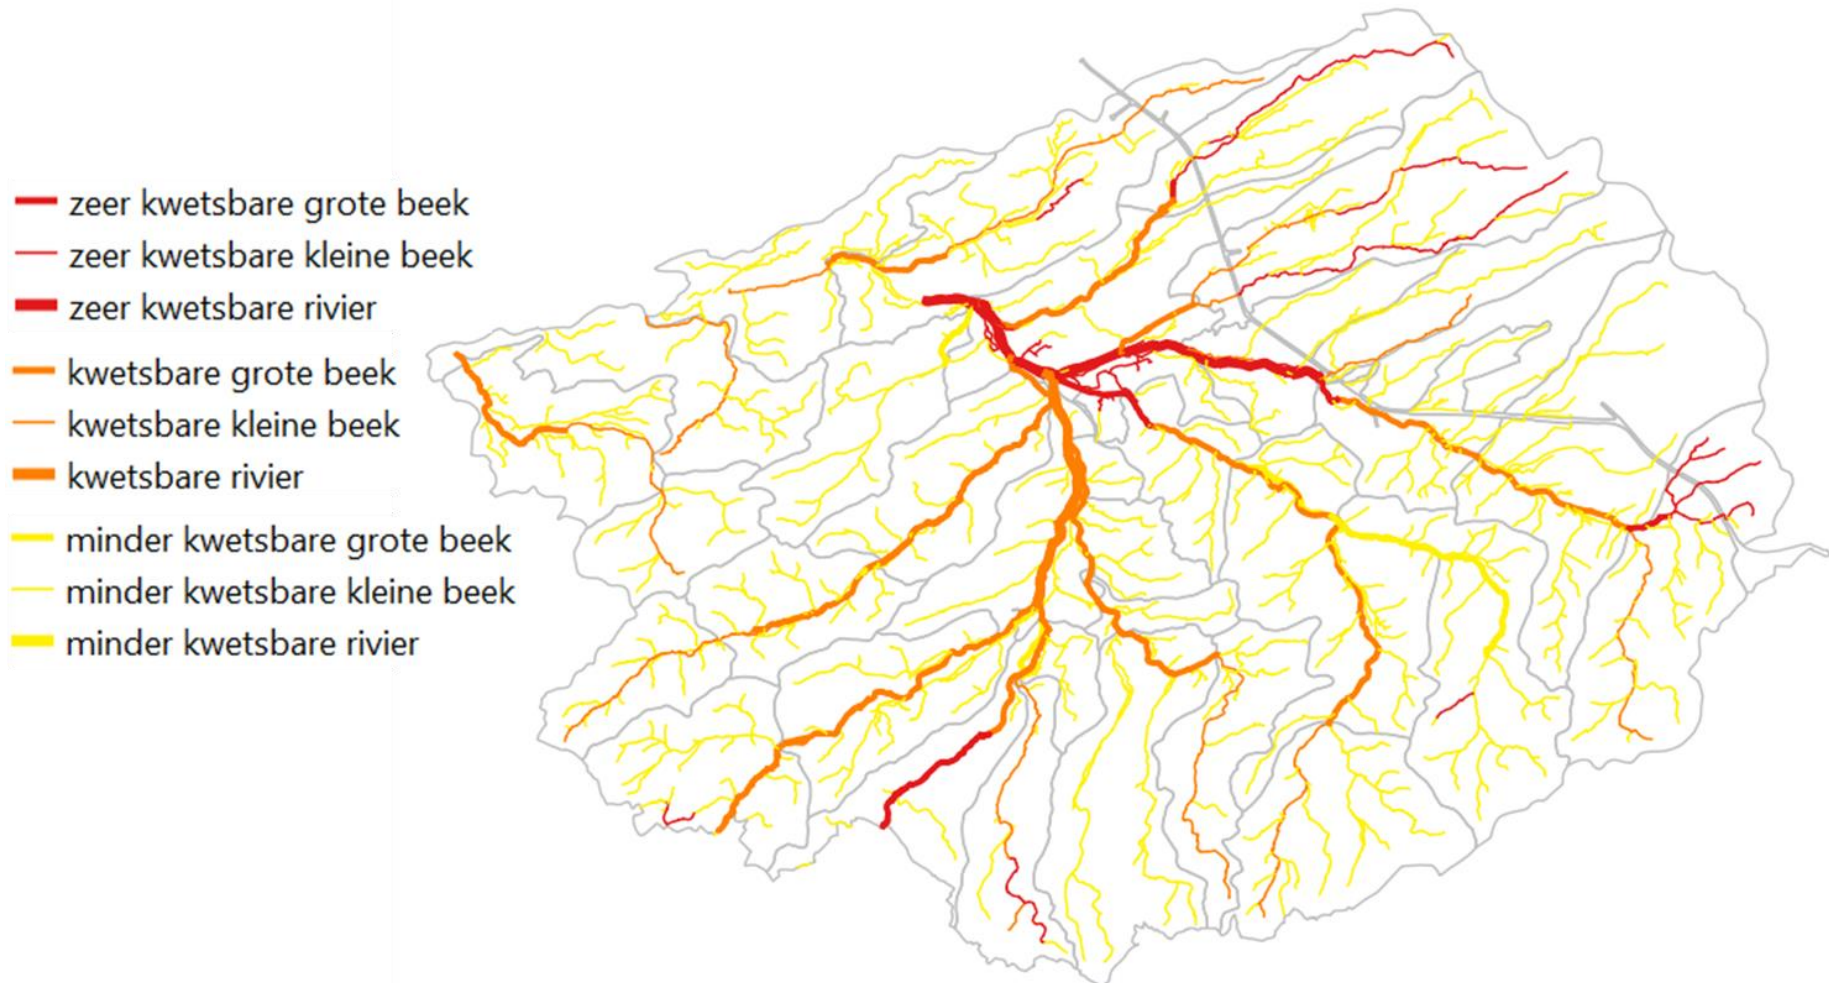 zeer kwetsbare grote beek
zeer kwetsbare kleine beek
zeer kwetsbare rivier
kwetsbare grote beek
kwetsbare kleine beek
kwetsbare rivier
minder kwetsbare grote beek
minder kwetsbare kleine beek
minder kwetsbare rivier